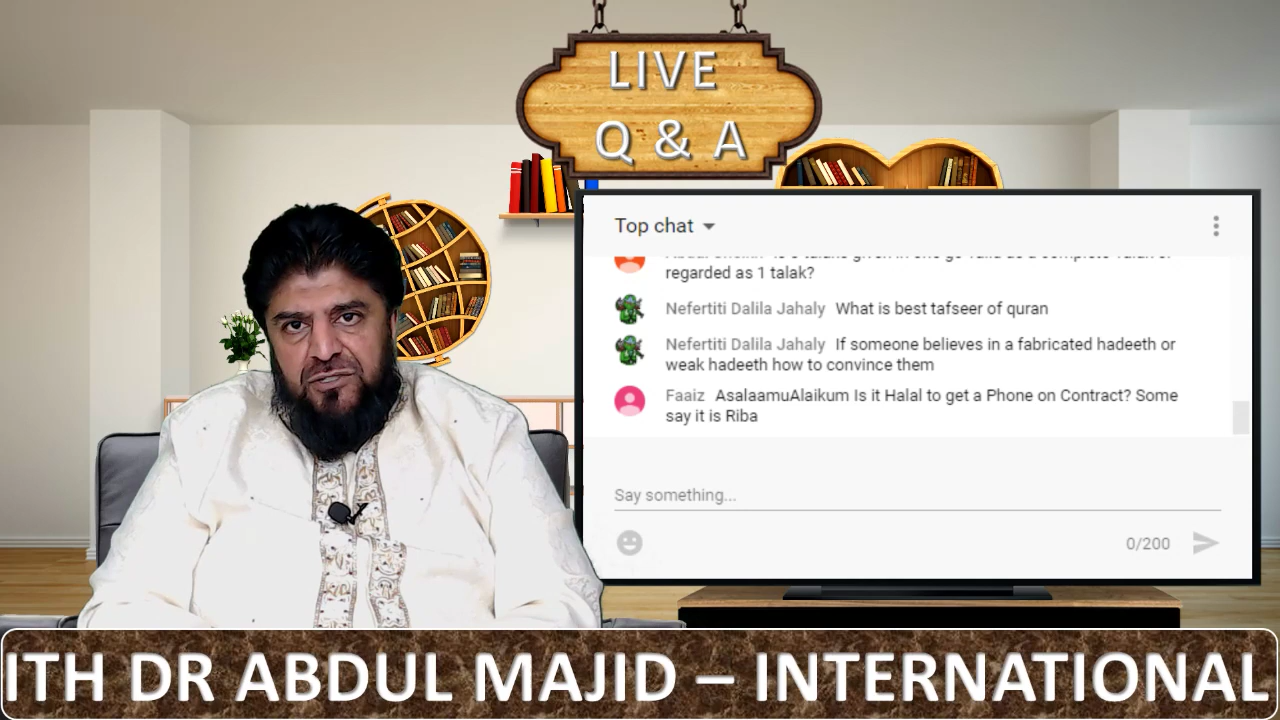 LIVE
Q & A
Top chat
regarded as 1 talak?
Nefertiti Dalila Jahaly What is best tafseer of quran
Nefertiti Dalila Jahaly If someone believes in a fabricated hadeeth or
weak hadeeth how to convince them
Faaiz AsalaamuAlaikum Is it Halal to get a Phone on Contract? Some
say it is Riba
Say something...
0/200
ITH DR ABDUL MAJID – INTERNATIONAL